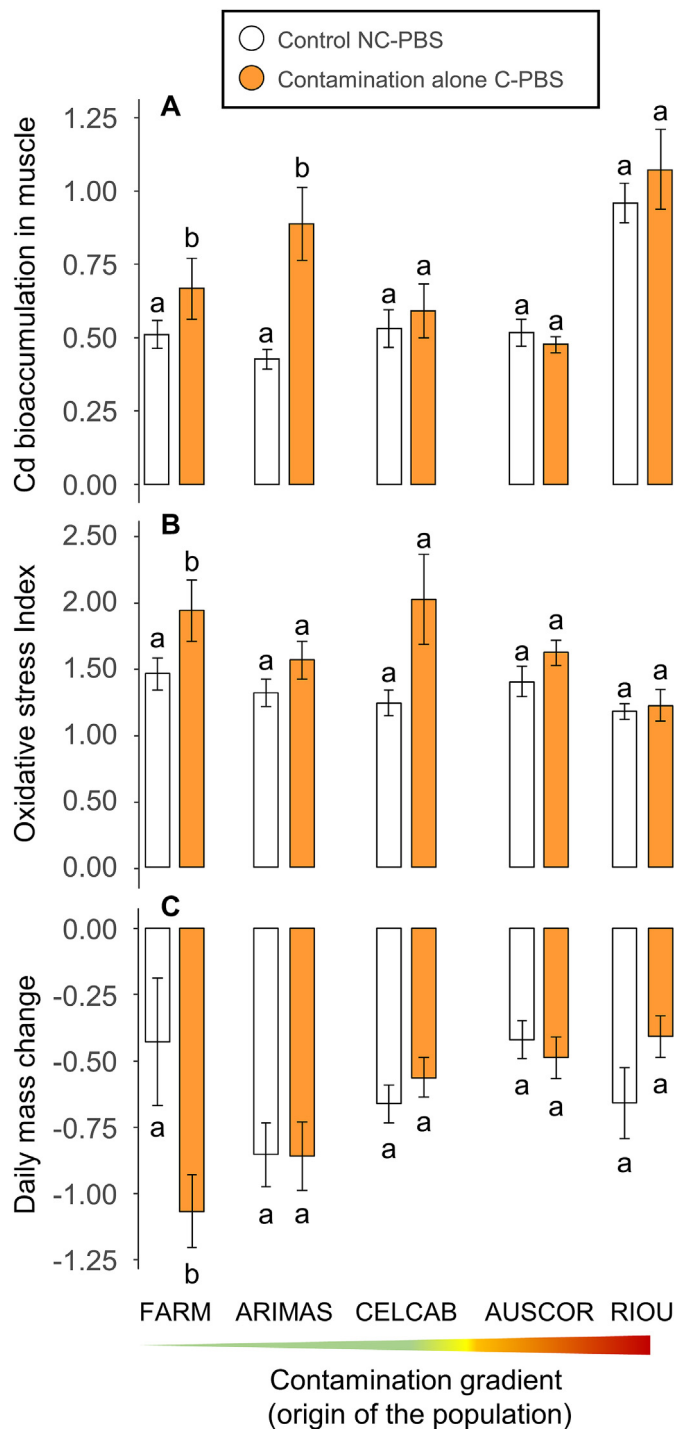 Control NC-PBS
Contamination alone C-PBS
A
Cd bioaccumulation in muscle
1.25
1.00
0.75
0.50
0.25
0.00
a b a b a a a a a a
B
Oxidative stress Index
2.50
2.00
1.50
1.00
0.50
0.00
a b a a a a a a a a
C
Daily mass change
0.00
-0.25
-0.50
-0.75
-1.00
-1.25
a b a a a a a a a a
FARM ARIMAS CELCAB AUSCOR RIOU
Contamination gradient
(origin of the population)